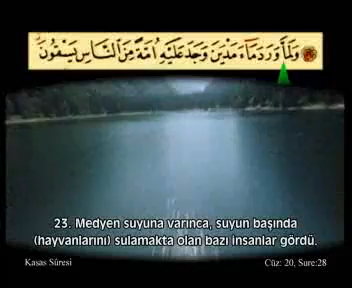 وَلَمَّا وَرَدَ مَاءَ مَدْيَنَ وَجَدَ عَلَيْهِ أُمَّةً مِنَ النَّاسِ يَسْقُونَ
23. Medyen suyuna varınca, suyun başında
(hayvanlarını) sulamakta olan bazı insanlar gördü.
Kasas Sûresi
Cüz: 20, Sure:28